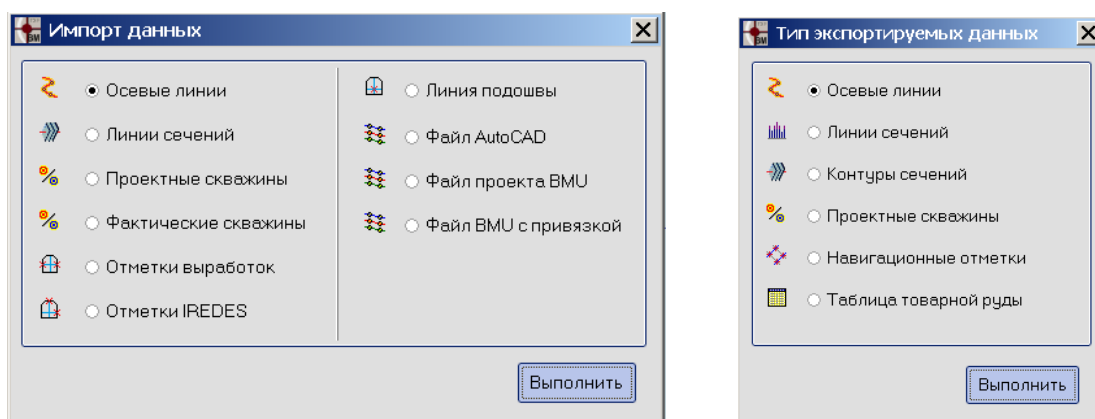 Импорт данных
Осевые линии
Линии сечений
Проектные скважины
Фактические скважины
Отметки выработок
Отметки IREDES
Линия подошвы
Файл AutoCAD
Файл проекта BMU
Файл BMU с привязкой
Выполнить
Тип экспортируемых данных
Осевые линии
Линии сечений
Контуры сечений
Проектные скважины
Навигационные отметки
Таблица товарной руды
Выполнить